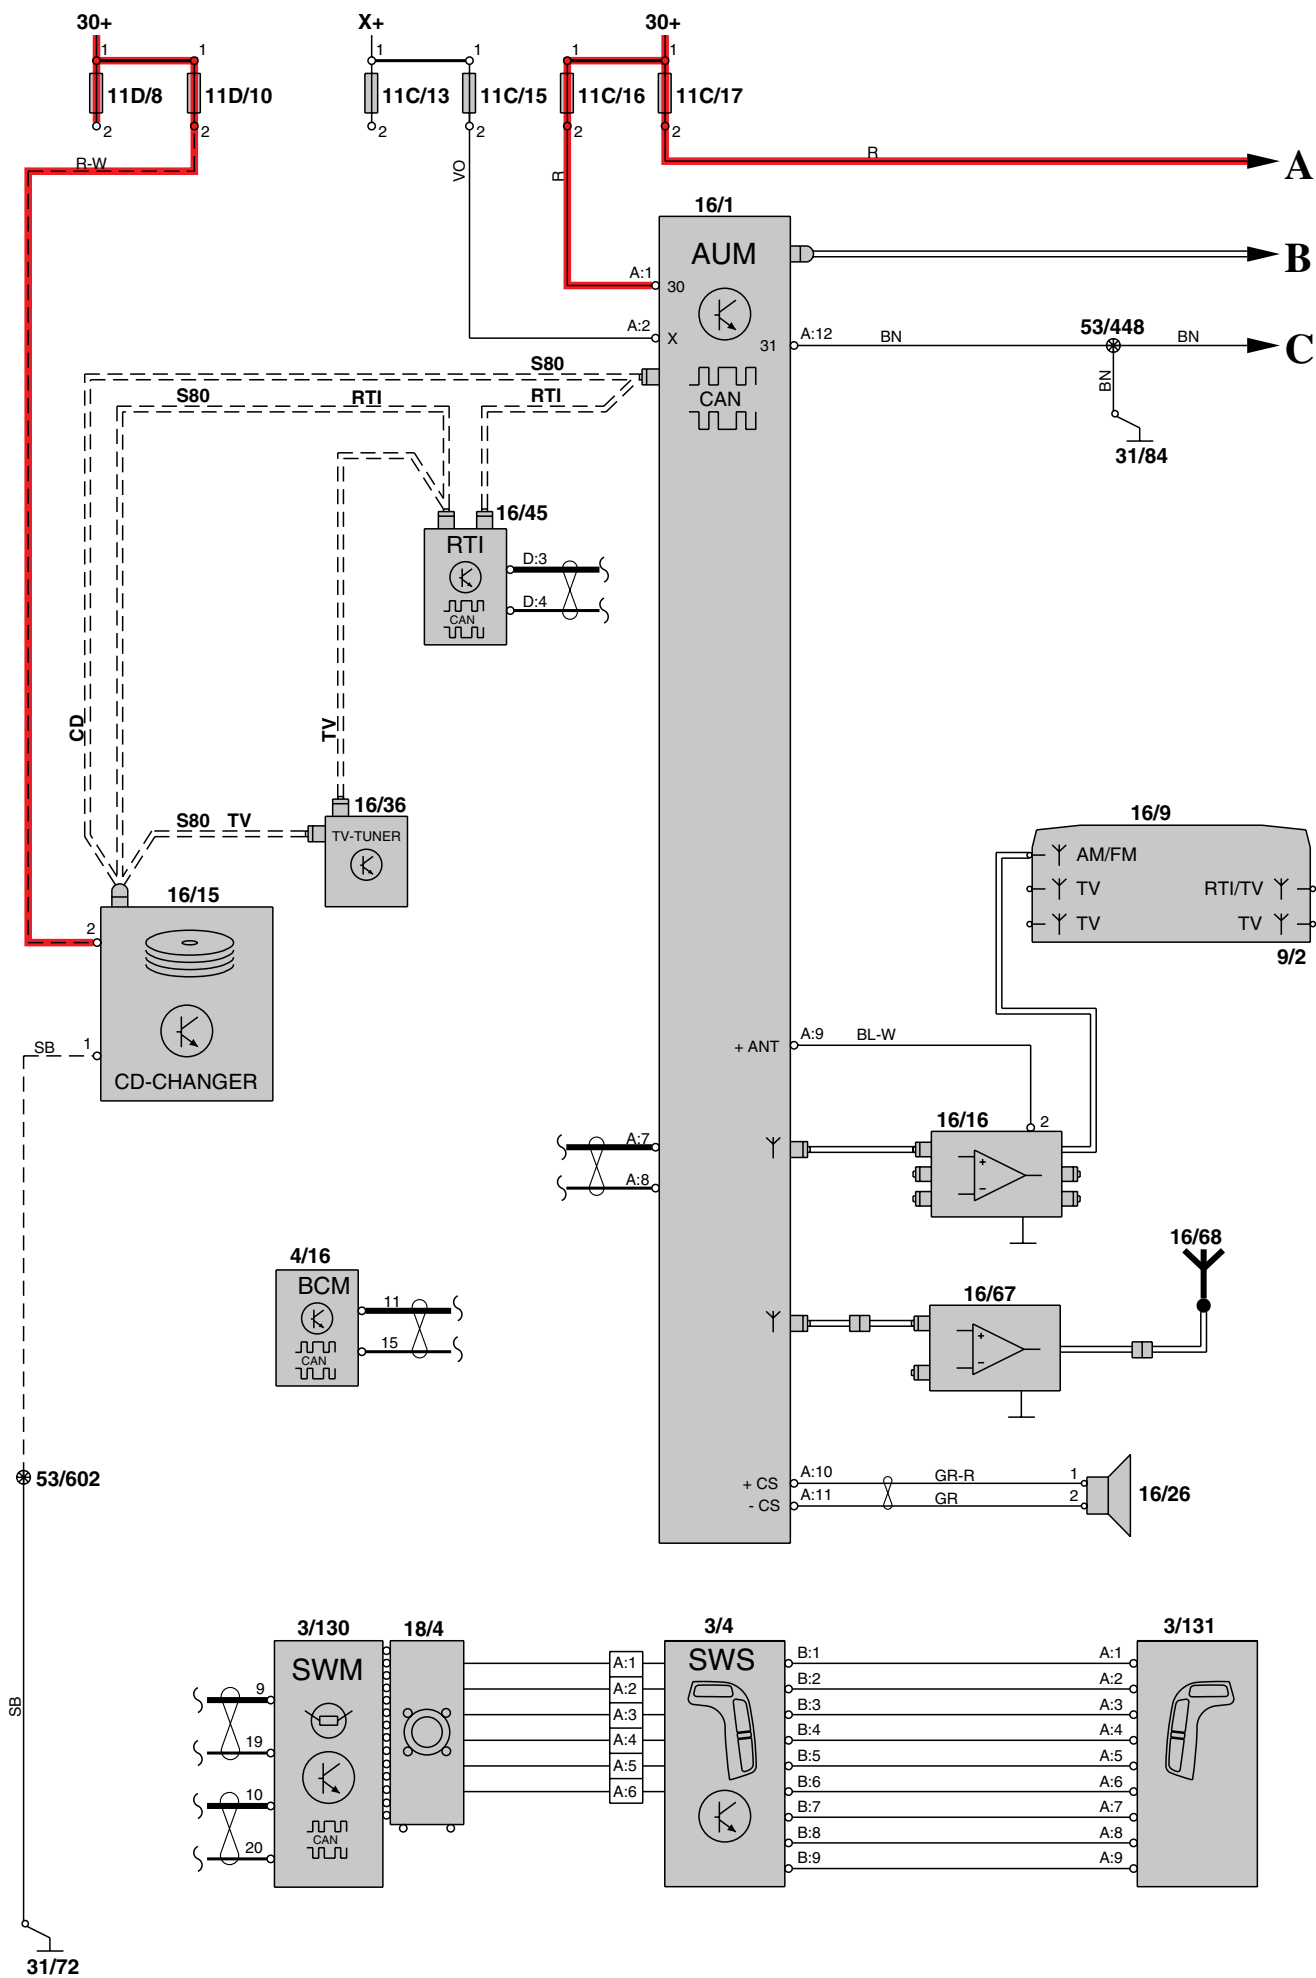 30+ X+ 30+
1 1 1 1 1 1
11D/8 11D/10 11C/13 11C/15 11C/16 11C/17
2 2 2 2 2 2
R-W VO R R A
16/1
AUM B
A:1 30
A:2 X 31 A:12 BN 53/448 BN C
BN
31/84
CAN
S80
S80 RTI RTI
16/45
RTI
D:3
CAN
D:4
CD TV
16/36
TV-TUNER
S80 TV
16/15
2
1
SB
CD-CHANGER
16/9
AM/FM
TV RTI/TV
TV TV
9/2
+ ANT A:9 BL-W
16/16 2
+
-
A:7
A:8
4/16
BCM
11
15
CAN
16/68
16/67
+
-
53/602
+ CS A:10 GR-R 1
- CS A:11 GR 2
16/26
3/130 18/4 3/4 3/131
SWM SWS
9
19
10
20
CAN
A:1 B:1 A:1
A:2 B:2 A:2
A:3 B:3 A:3
A:4 B:4 A:4
A:5 B:5 A:5
A:6 B:6 A:6
B:7 A:7
B:8 A:8
B:9 A:9
SB
31/72